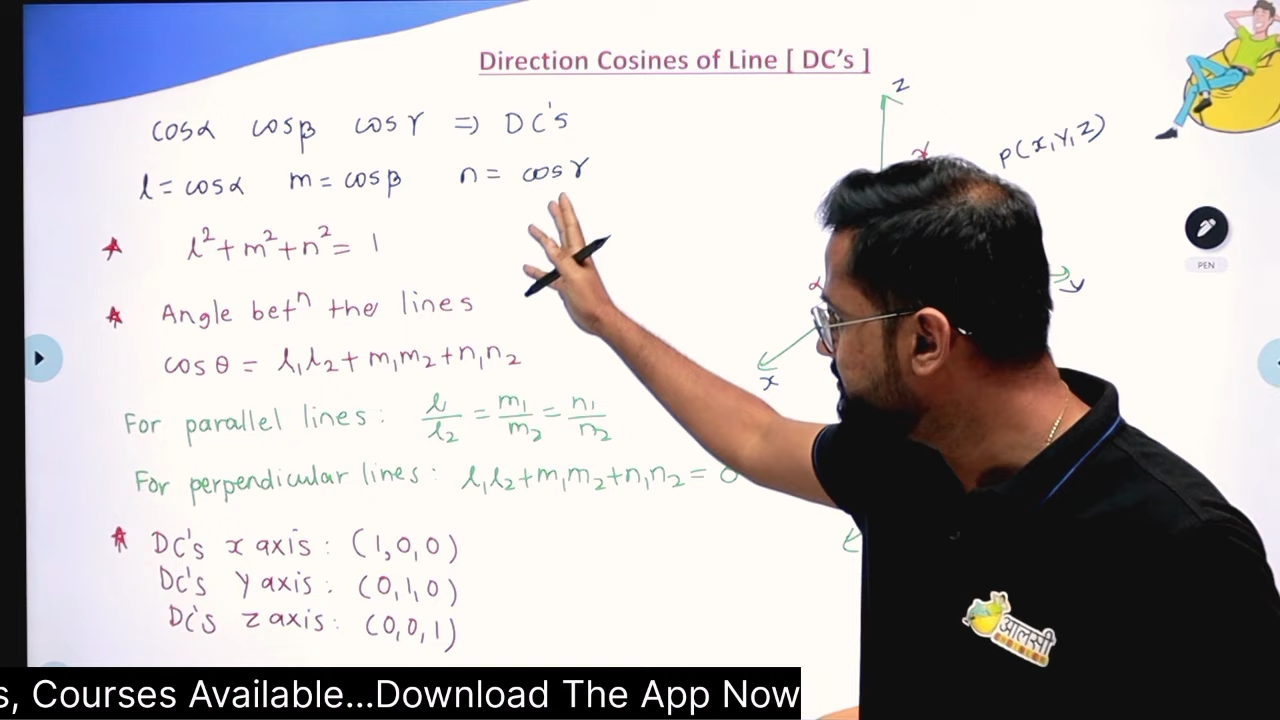 Direction Cosines of Line [ DC's ]
cosα cosβ cosγ ⇒ DC's
l = cosα m = cosβ n = cosγ
l² + m² + n² = 1
Angle betⁿ the lines
cos θ = l₁l₂ + m₁m₂ + n₁n₂
For parallel lines : l/l₂ = m₁/m₂ = n₁/n₂
For perpendicular lines : l₁l₂+m₁m₂+n₁n₂ = 0
DC's x axis : (1,0,0)
DC's y axis : (0,1,0)
DC's z axis : (0,0,1)
z
P(x,y,z)
α
y
x
PEN
आलसी
s, Courses Available...Download The App Now